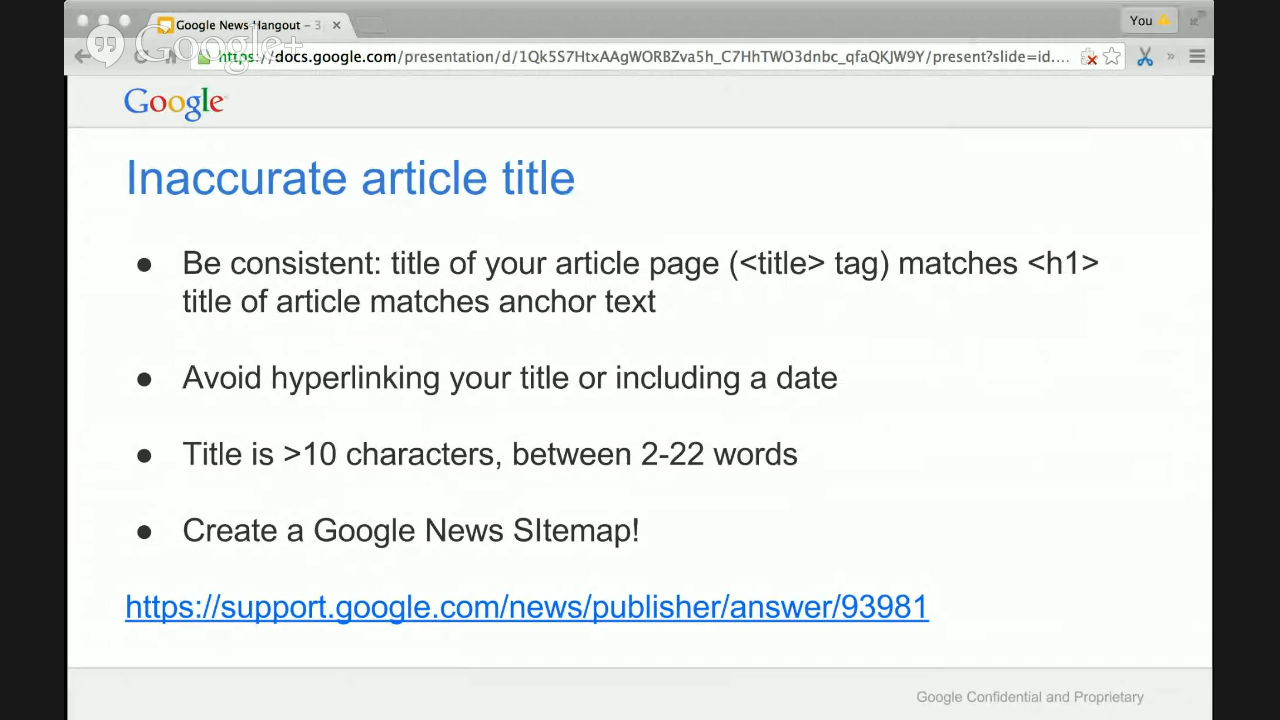 Google News Hangout – 3
You
Google+
https://docs.google.com/presentation/d/1Qk5S7HtxAAgWORBZva5h_C7HhTWO3dnbc_qfaQKJW9Y/present?slide=id....
Google
Inaccurate article title
● Be consistent: title of your article page (<title> tag) matches <h1>
title of article matches anchor text
● Avoid hyperlinking your title or including a date
● Title is >10 characters, between 2-22 words
● Create a Google News SItemap!
https://support.google.com/news/publisher/answer/93981
Google Confidential and Proprietary